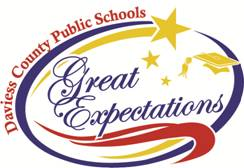 Daviess County Public Schools
Great
Expectations